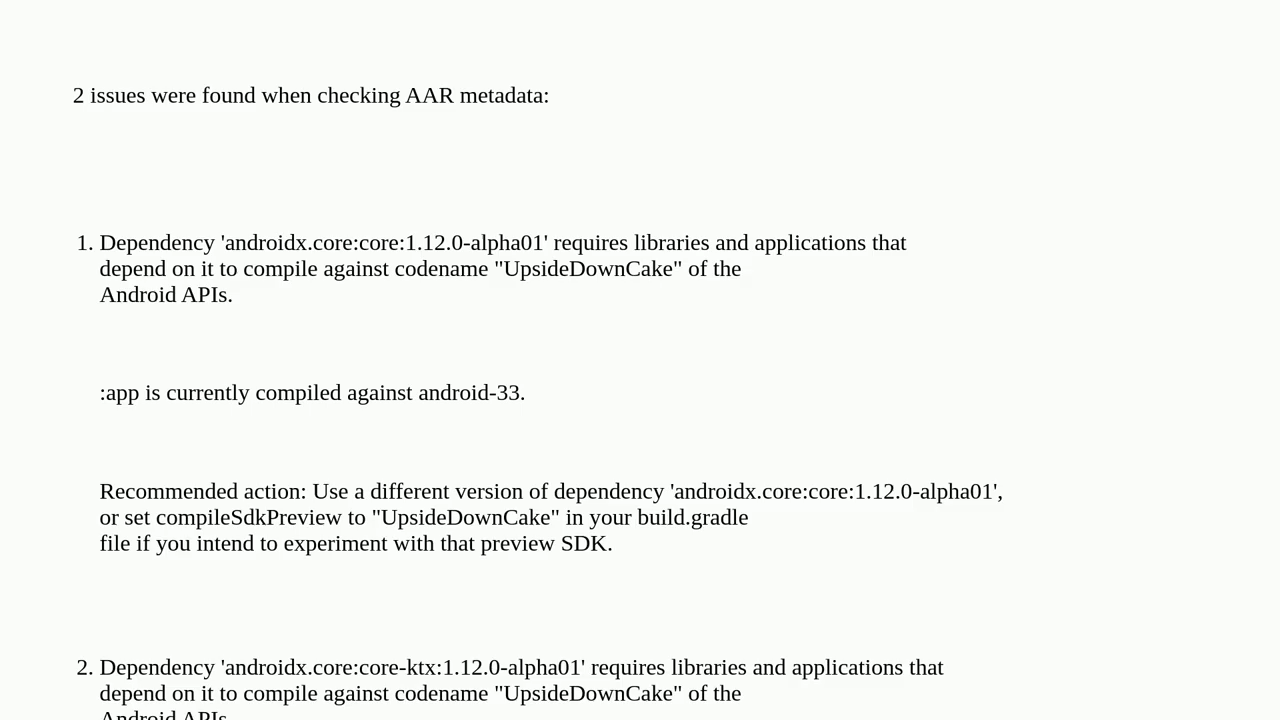 2 issues were found when checking AAR metadata:
1. Dependency 'androidx.core:core:1.12.0-alpha01' requires libraries and applications that
depend on it to compile against codename "UpsideDownCake" of the
Android APIs.
:app is currently compiled against android-33.
Recommended action: Use a different version of dependency 'androidx.core:core:1.12.0-alpha01',
or set compileSdkPreview to "UpsideDownCake" in your build.gradle
file if you intend to experiment with that preview SDK.
2. Dependency 'androidx.core:core-ktx:1.12.0-alpha01' requires libraries and applications that
depend on it to compile against codename "UpsideDownCake" of the
Android APIs.